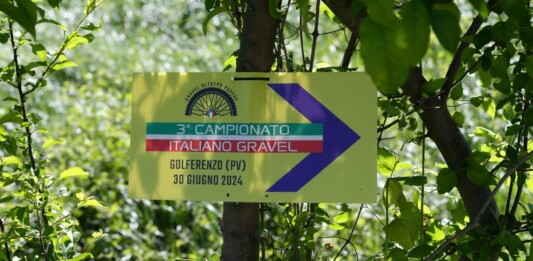 3° CAMPIONATO
ITALIANO GRAVEL
GOLFERENZO (PV)
30 GIUGNO 2024